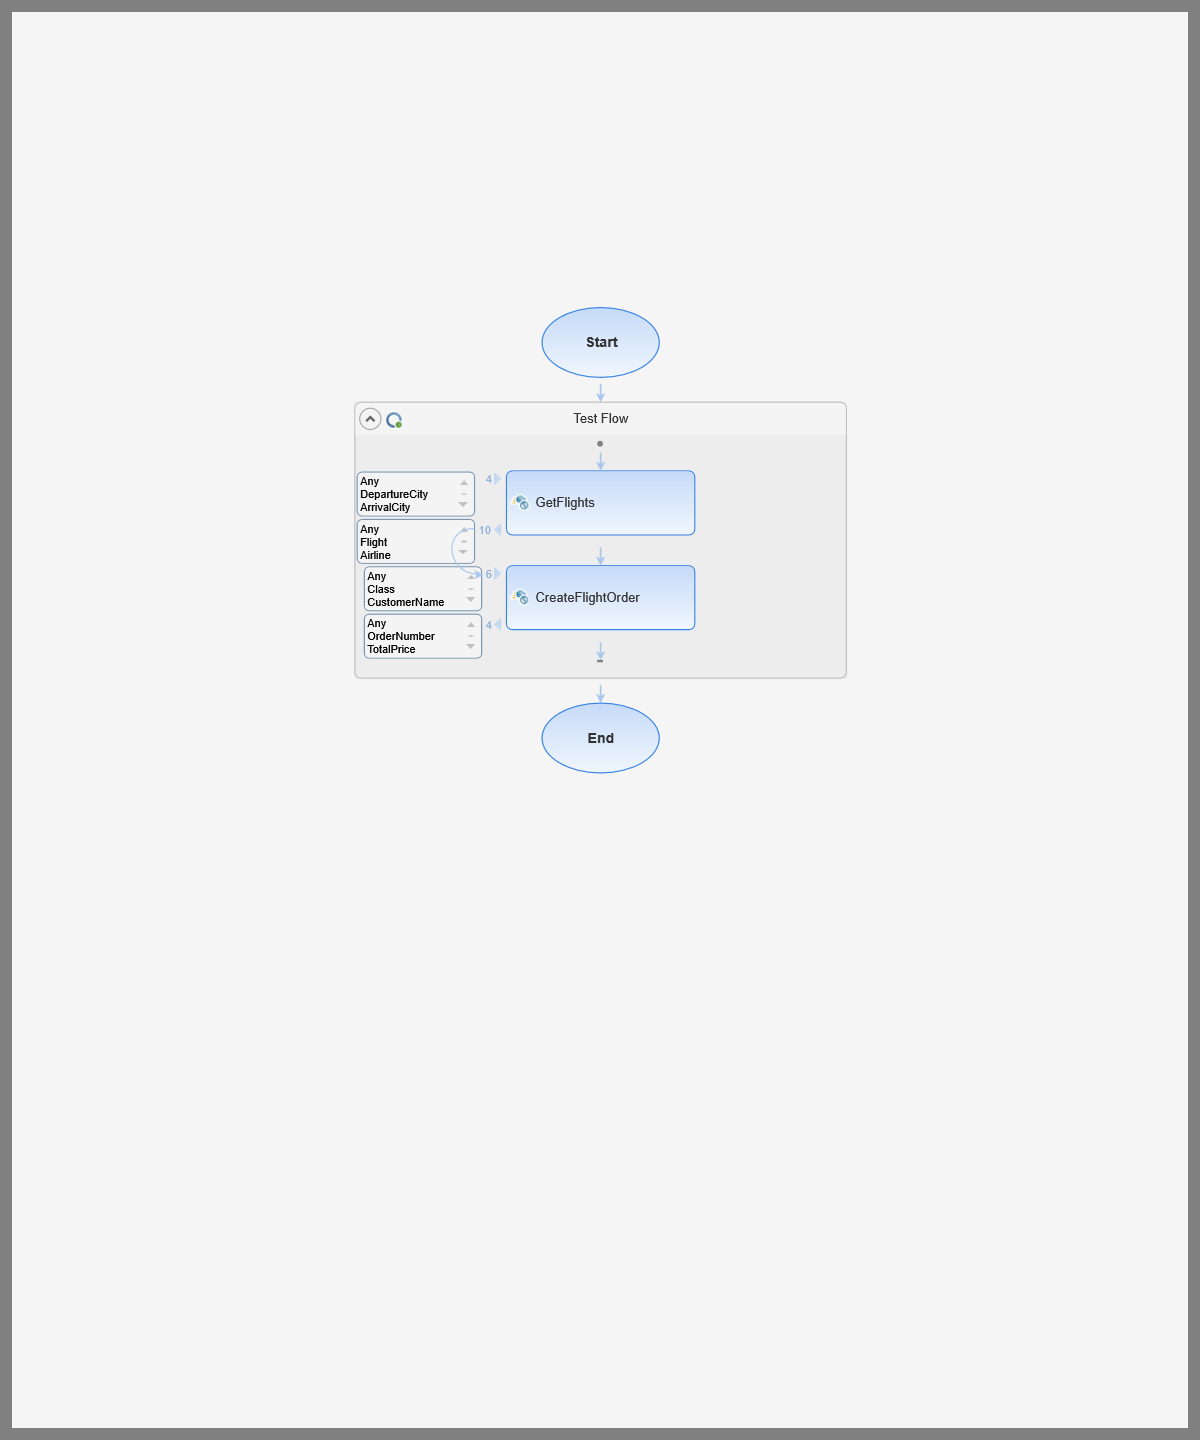 Start
Test Flow
Any
DepartureCity
ArrivalCity
4
GetFlights
Any
Flight
Airline
10
Any
Class
CustomerName
6
CreateFlightOrder
Any
OrderNumber
TotalPrice
4
End